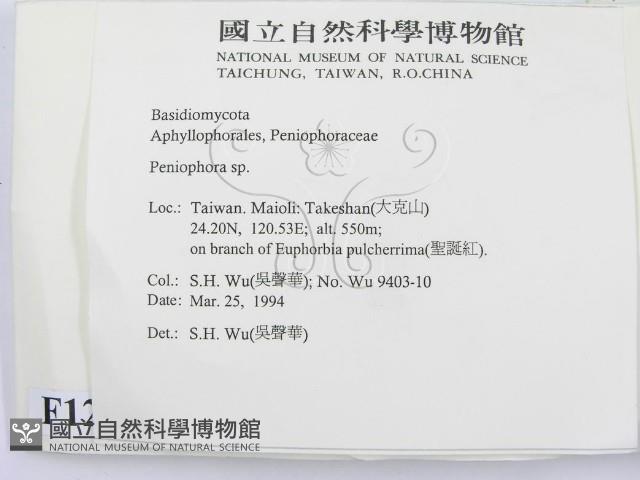 國立自然科學博物館
NATIONAL MUSEUM OF NATURAL SCIENCE
TAICHUNG, TAIWAN, R.O.CHINA
Basidiomycota
Aphyllophorales, Peniophoraceae
Peniophora sp.
Loc.: Taiwan. Maioli: Takeshan(大克山)
24.20N, 120.53E; alt. 550m;
on branch of Euphorbia pulcherrima(聖誕紅).
Col.: S.H. Wu(吳聲華); No. Wu 9403-10
Date: Mar. 25, 1994
Det.: S.H. Wu(吳聲華)
國立自然科學博物館
NATIONAL MUSEUM OF NATURAL SCIENCE